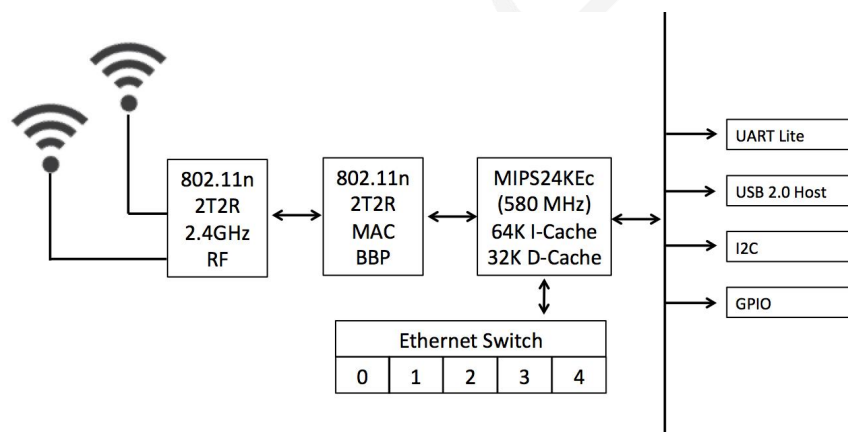 802.11n
2T2R
2.4GHz
RF
802.11n
2T2R
MAC
BBP
MIPS24KEc
(580 MHz)
64K I-Cache
32K D-Cache
Ethernet Switch
0 1 2 3 4
UART Lite
USB 2.0 Host
I2C
GPIO